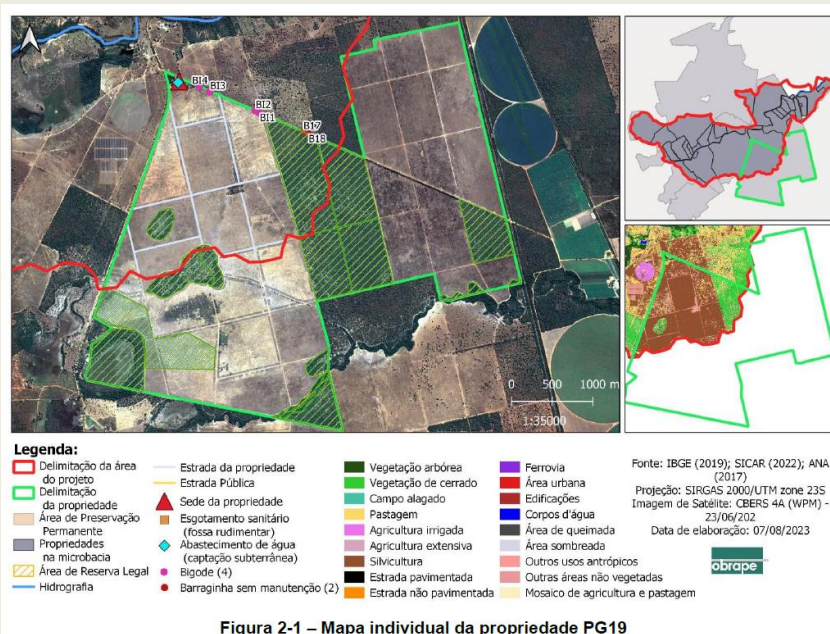 BI4
BI3
BI2
BI1
B17
B18
0 500 1000 m
1:35000
Legenda:
Delimitação da área
do projeto
Delimitação
da propriedade
Área de Preservação
Permanente
Propriedades
na microbacia
Área de Reserva Legal
Hidrografia
Estrada da propriedade
Estrada Pública
Sede da propriedade
Esgotamento sanitário
(fossa rudimentar)
Abastecimento de água
(captação subterrânea)
Bigode (4)
Barraginha sem manutenção (2)
Vegetação arbórea
Vegetação de cerrado
Campo alagado
Pastagem
Agricultura irrigada
Agricultura extensiva
Silvicultura
Estrada pavimentada
Estrada não pavimentada
Ferrovia
Área urbana
Edificações
Corpos d'água
Área de queimada
Área sombreada
Outros usos antrópicos
Outras áreas não vegetadas
Mosaico de agricultura e pastagem
Fonte: IBGE (2019); SICAR (2022); ANA
(2017)
Projeção: SIRGAS 2000/UTM zone 23S
Imagem de Satélite: CBERS 4A (WPM) -
23/06/202
Data de elaboração: 07/08/2023
obrape
Figura 2-1 – Mapa individual da propriedade PG19